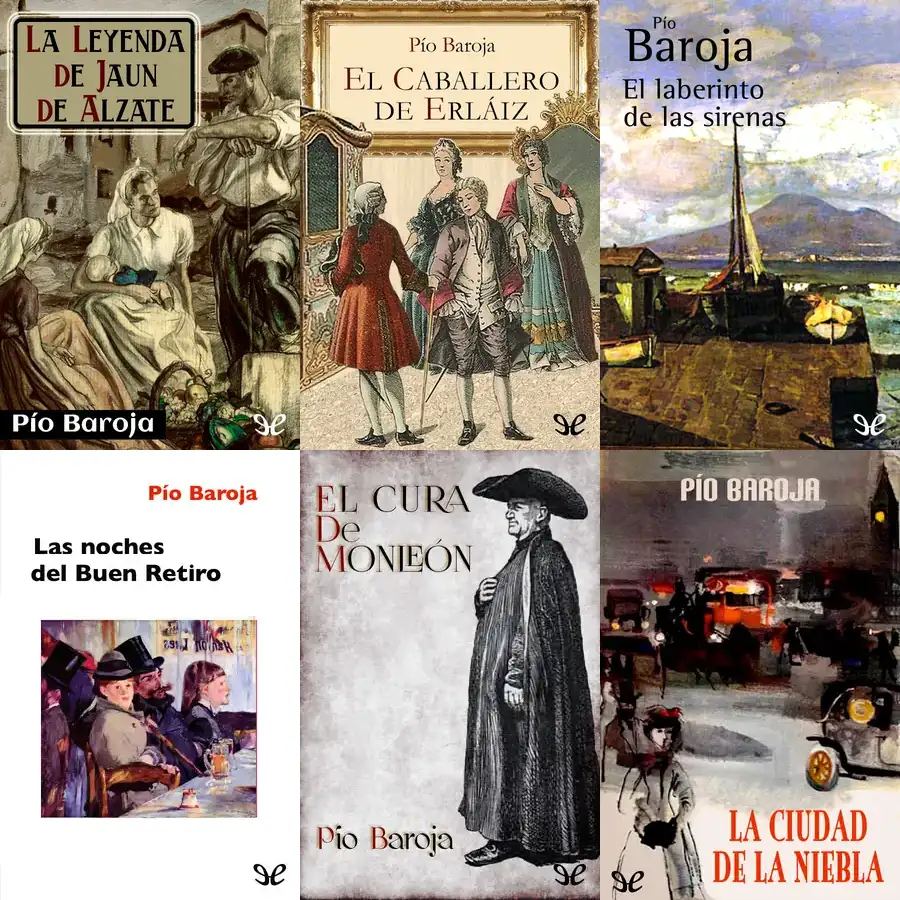 LA LEYENDA
DE JAUN
DE ALZATE
Pío Baroja
Pío Baroja
EL CABALLERO
DE ERLÁIZ
Pío
Baroja
El laberinto
de las sirenas
Pío Baroja
Las noches
del Buen Retiro
EL CURA
De
MONLEÓN
Pío Baroja
PÍO BAROJA
LA CIUDAD
DE LA NIEBLA